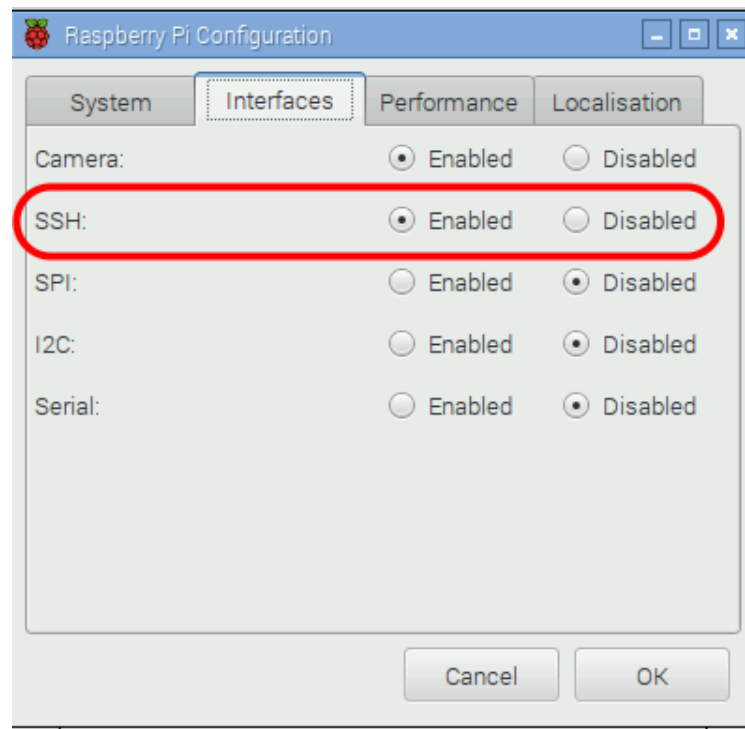 Raspberry Pi Configuration
System Interfaces Performance Localisation
Camera: Enabled Disabled
SSH: Enabled Disabled
SPI: Enabled Disabled
I2C: Enabled Disabled
Serial: Enabled Disabled
Cancel OK